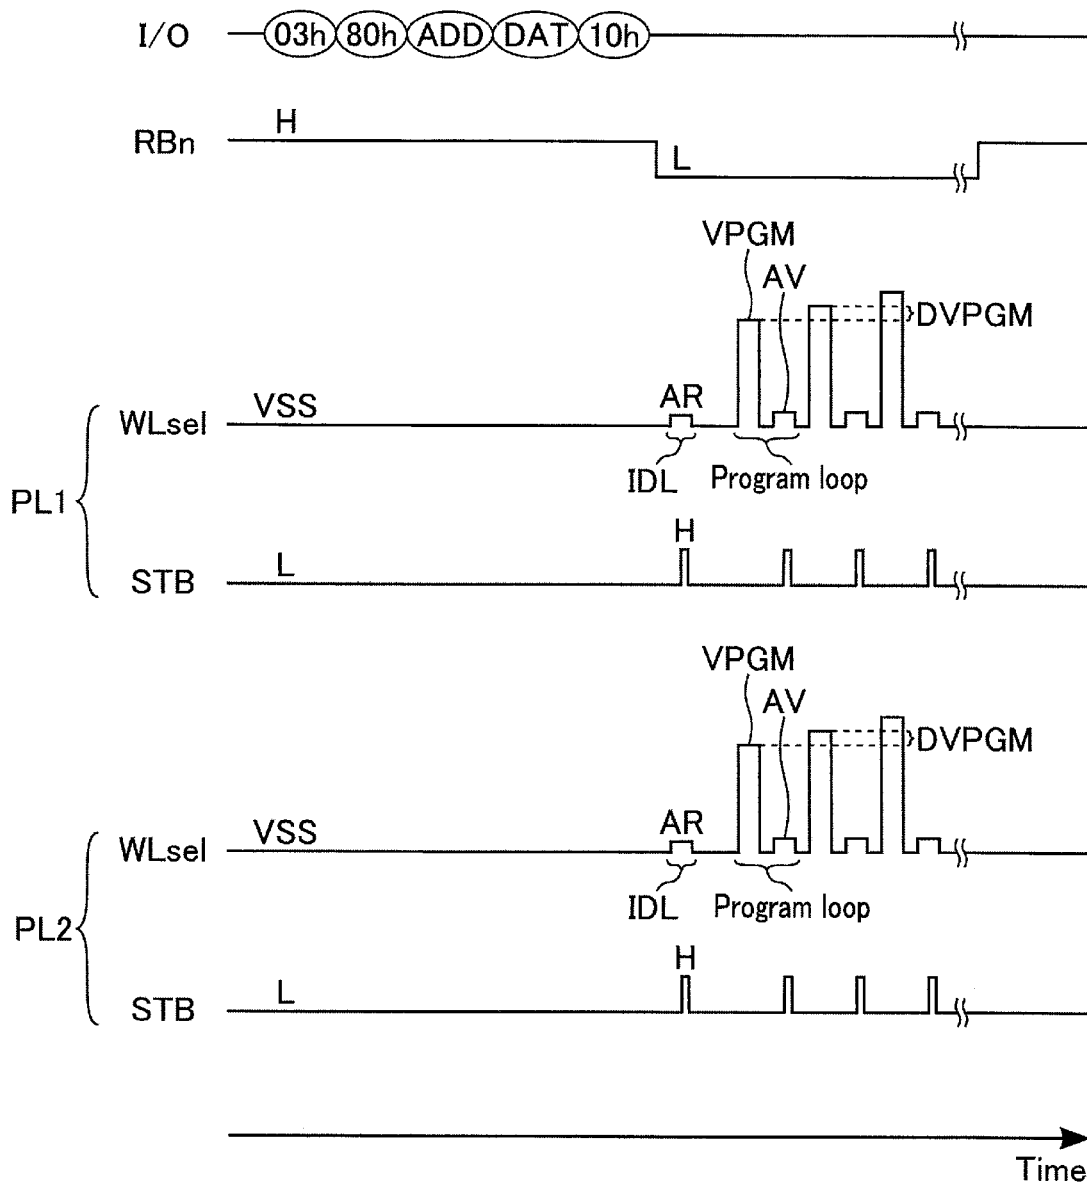 I/O 03h 80h ADD DAT 10h
RBn H L
VPGM
AV
DVPGM
PL1
WLsel VSS AR
IDL Program loop
H
STB L
VPGM
AV
DVPGM
PL2
WLsel VSS AR
IDL Program loop
H
STB L
Time